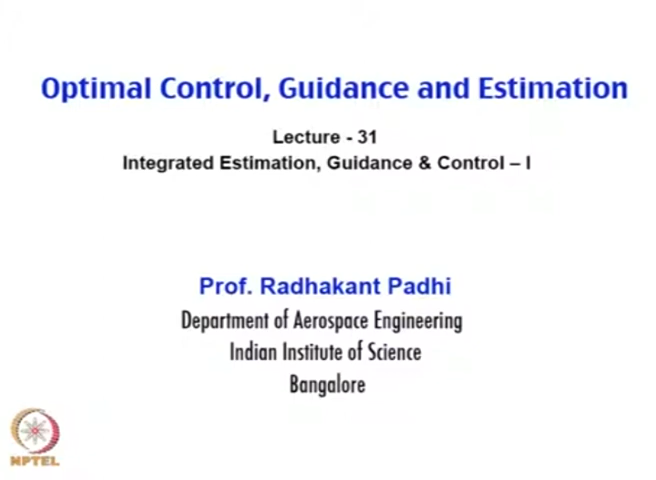 Optimal Control, Guidance and Estimation
Lecture - 31
Integrated Estimation, Guidance & Control – I
Prof. Radhakant Padhi
Department of Aerospace Engineering
Indian Institute of Science
Bangalore
NPTEL